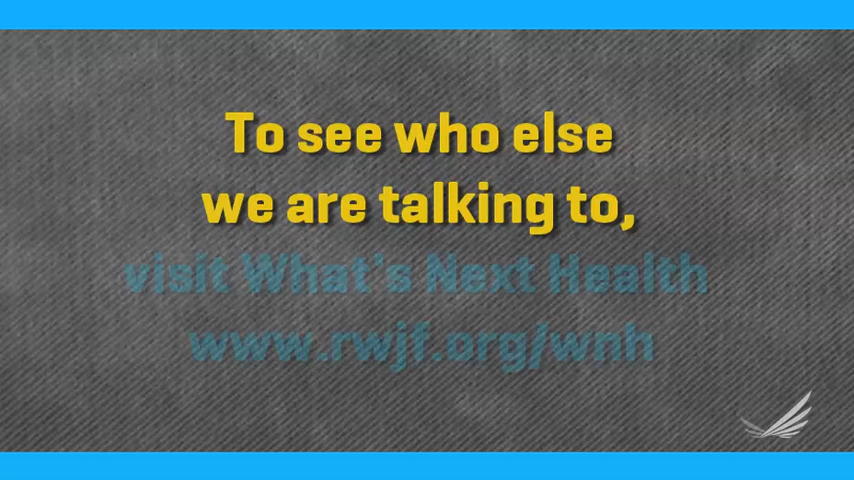 To see who else
we are talking to,
visit What's Next Health
www.rwjf.org/wnh